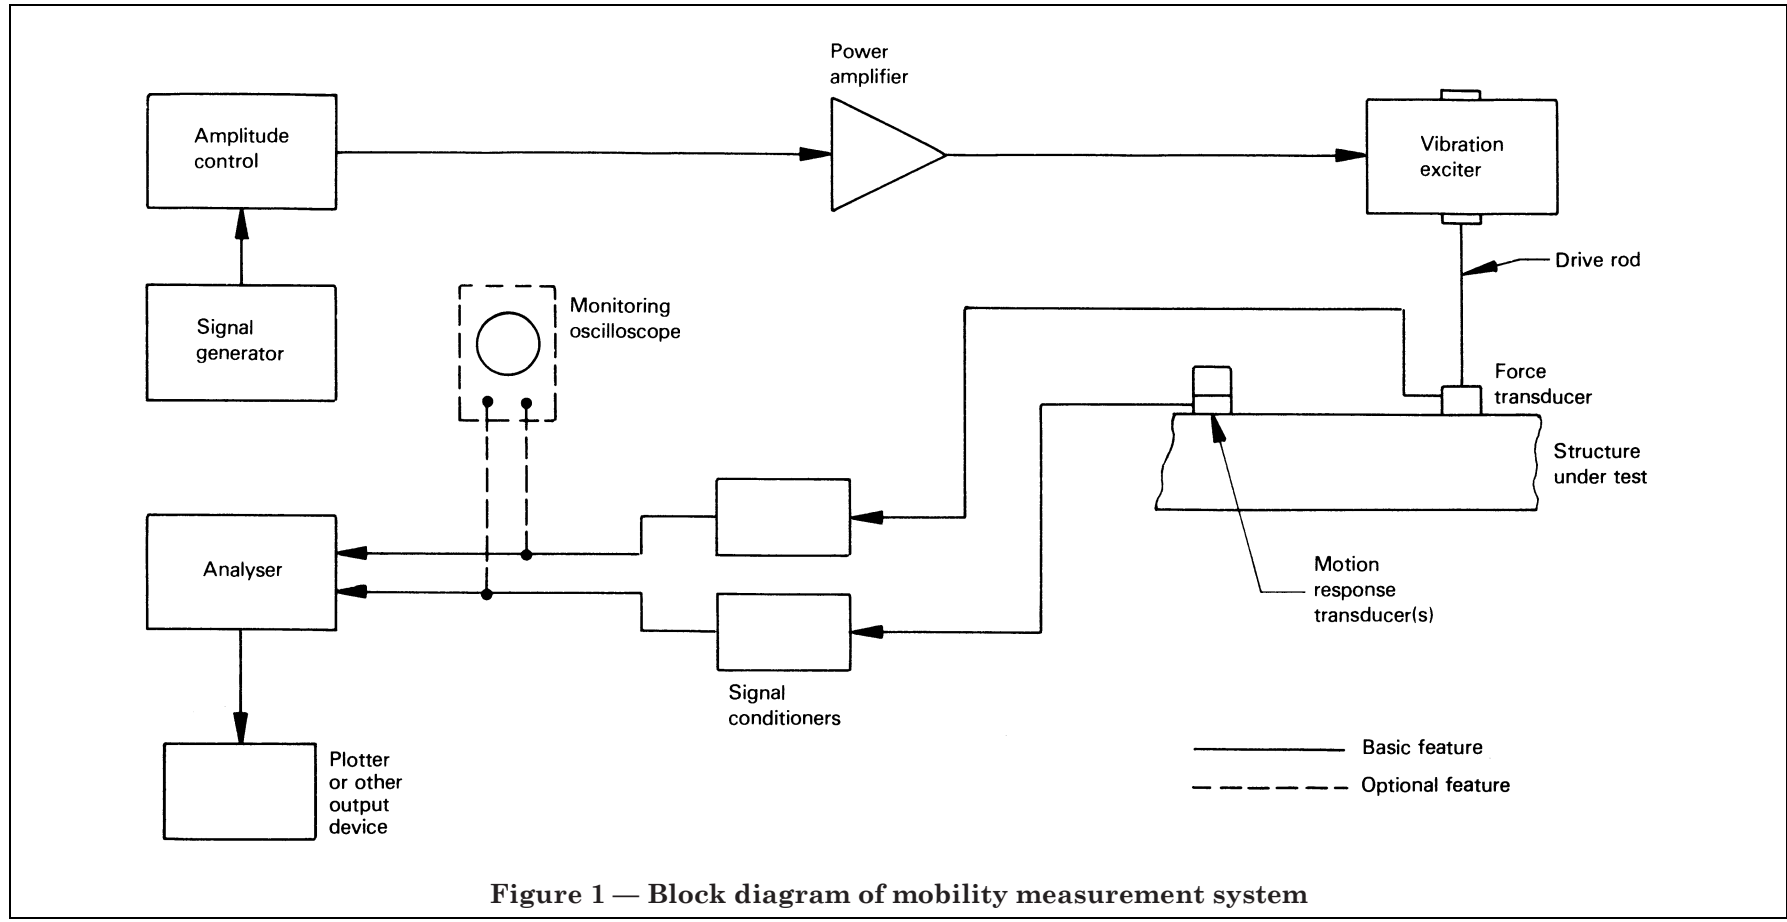 Power
amplifier
Amplitude
control
Vibration
exciter
Drive rod
Signal
generator
Monitoring
oscilloscope
Force
transducer
Structure
under test
Analyser
Motion
response
transducer(s)
Signal
conditioners
Plotter
or other
output
device
Basic feature
Optional feature
Figure 1 — Block diagram of mobility measurement system